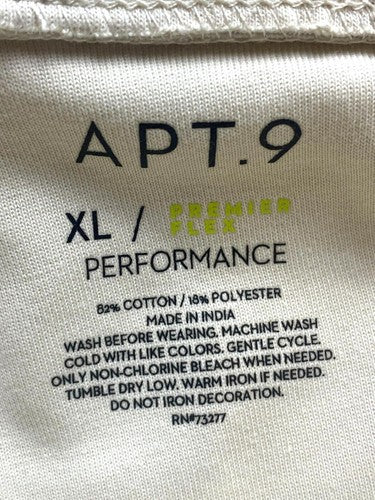 APT.9
XL / PREMIER
FLEX
PERFORMANCE
82% COTTON / 18% POLYESTER
MADE IN INDIA
WASH BEFORE WEARING. MACHINE WASH
COLD WITH LIKE COLORS. GENTLE CYCLE.
ONLY NON-CHLORINE BLEACH WHEN NEEDED.
TUMBLE DRY LOW. WARM IRON IF NEEDED.
DO NOT IRON DECORATION.
RN#73277